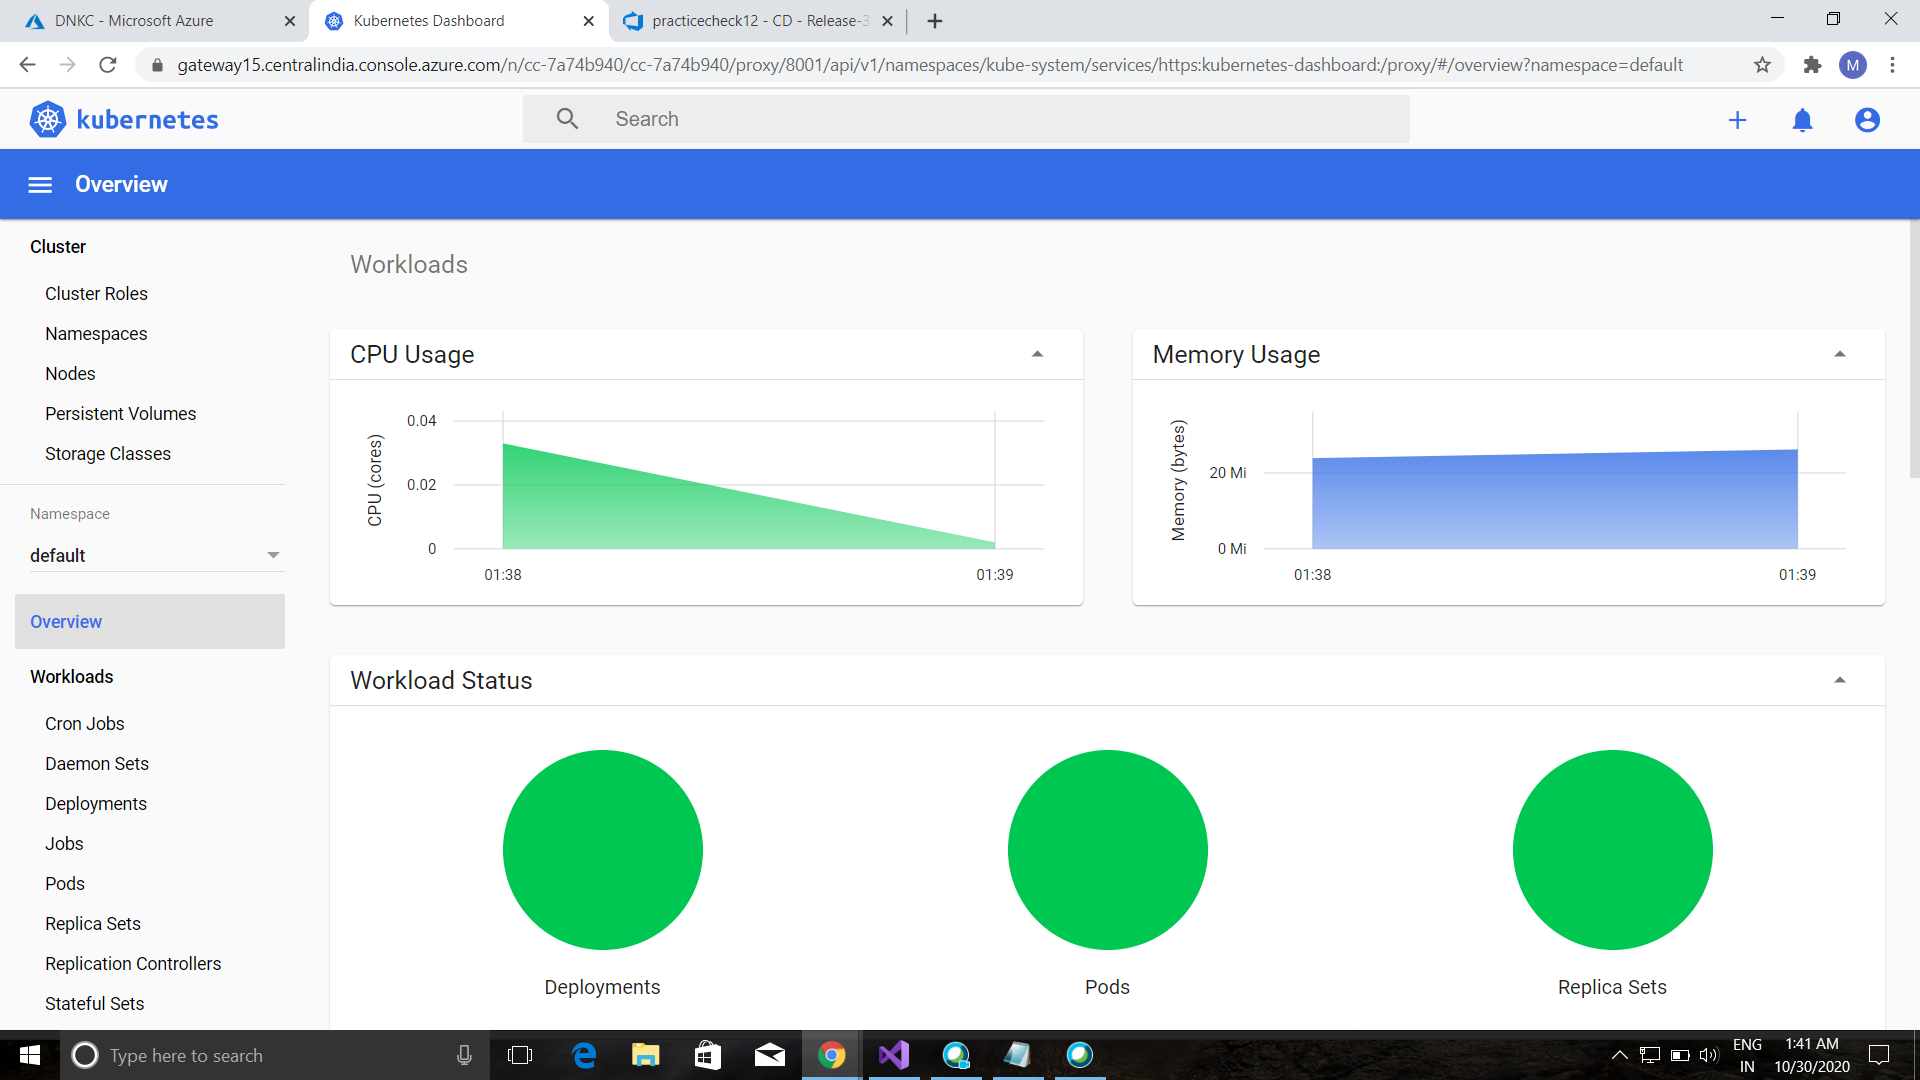 DNKC - Microsoft Azure
Kubernetes Dashboard
practicecheck12 - CD - Release-3
gateway15.centralindia.console.azure.com/n/cc-7a74b940/cc-7a74b940/proxy/8001/api/v1/namespaces/kube-system/services/https:kubernetes-dashboard:/proxy/#/overview?namespace=default
M
kubernetes
Search
Overview
Cluster
Cluster Roles
Namespaces
Nodes
Persistent Volumes
Storage Classes
Namespace
default
Overview
Workloads
Cron Jobs
Daemon Sets
Deployments
Jobs
Pods
Replica Sets
Replication Controllers
Stateful Sets
Workloads
CPU Usage
CPU (cores)
0.04
0.02
0
01:38
01:39
Memory Usage
Memory (bytes)
20 Mi
0 Mi
01:38
01:39
Workload Status
Deployments
Pods
Replica Sets
Type here to search
ENG
IN
1:41 AM
10/30/2020